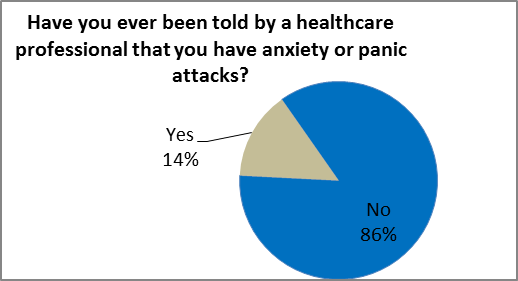 Have you ever been told by a healthcare
professional that you have anxiety or panic
attacks?
Yes
14%
No
86%